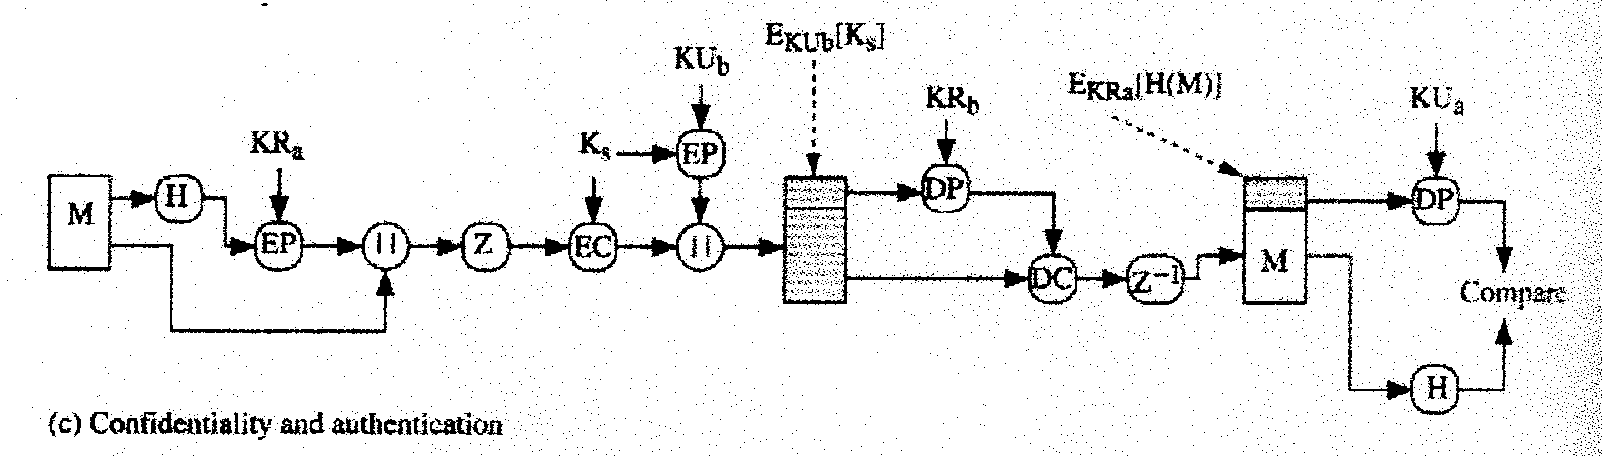 E_KUb[K_s]
KU_b
E_KRa[H(M)]
KR_b
KU_a
KR_a
K_s
EP
M
H
DP
DP
EP
||
Z
EC
||
DC
Z⁻¹
M
Compare
H
(c) Confidentiality and authentication